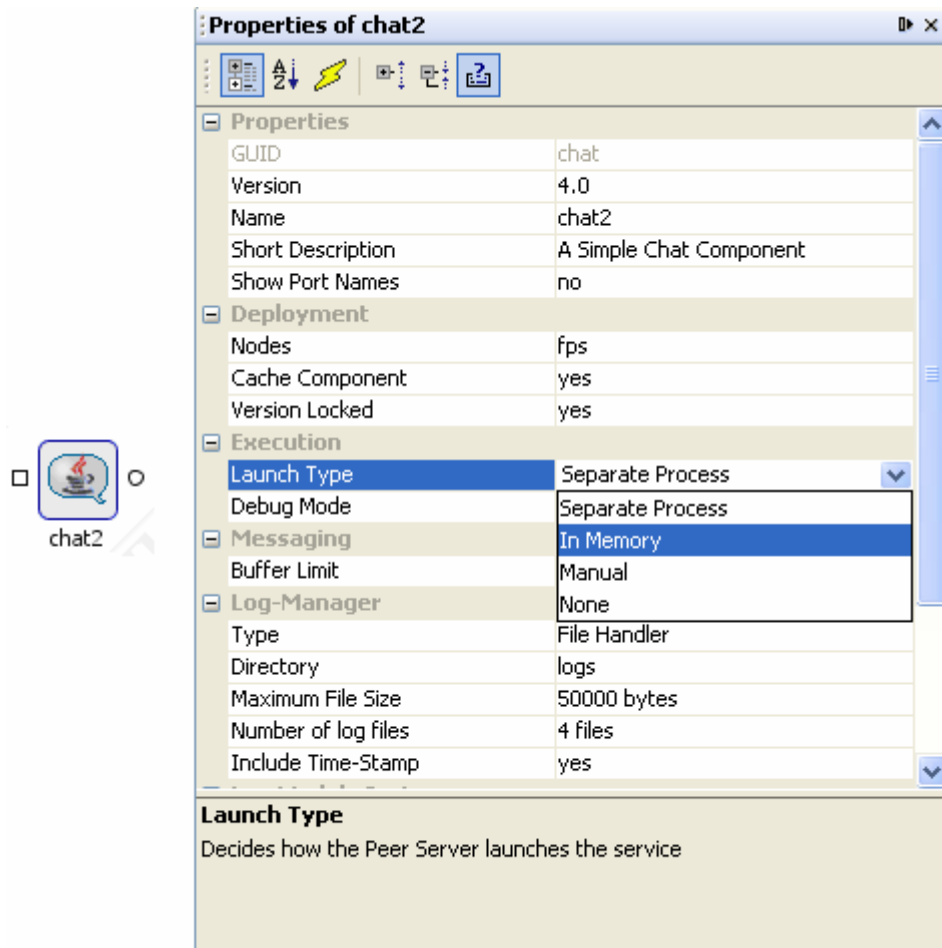 Properties of chat2
Properties
GUID chat
Version 4.0
Name chat2
Short Description A Simple Chat Component
Show Port Names no
Deployment
Nodes fps
Cache Component yes
Version Locked yes
Execution
Launch Type Separate Process
Debug Mode Separate Process
Messaging In Memory
Buffer Limit Manual
Log-Manager None
Type File Handler
Directory logs
Maximum File Size 50000 bytes
Number of log files 4 files
Include Time-Stamp yes
chat2
Launch Type
Decides how the Peer Server launches the service